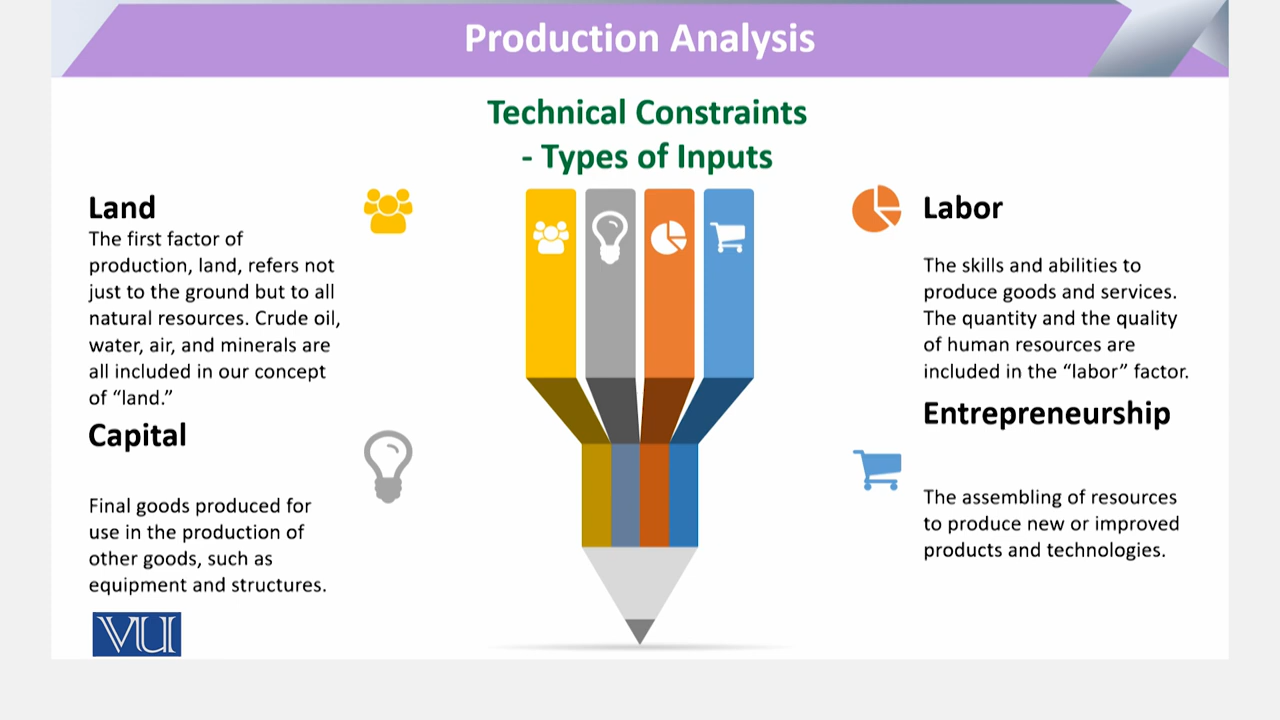 Production Analysis
Technical Constraints
- Types of Inputs
Land
The first factor of
production, land, refers not
just to the ground but to all
natural resources. Crude oil,
water, air, and minerals are
all included in our concept
of “land.”
Capital
Final goods produced for
use in the production of
other goods, such as
equipment and structures.
Labor
The skills and abilities to
produce goods and services.
The quantity and the quality
of human resources are
included in the “labor” factor.
Entrepreneurship
The assembling of resources
to produce new or improved
products and technologies.
VU